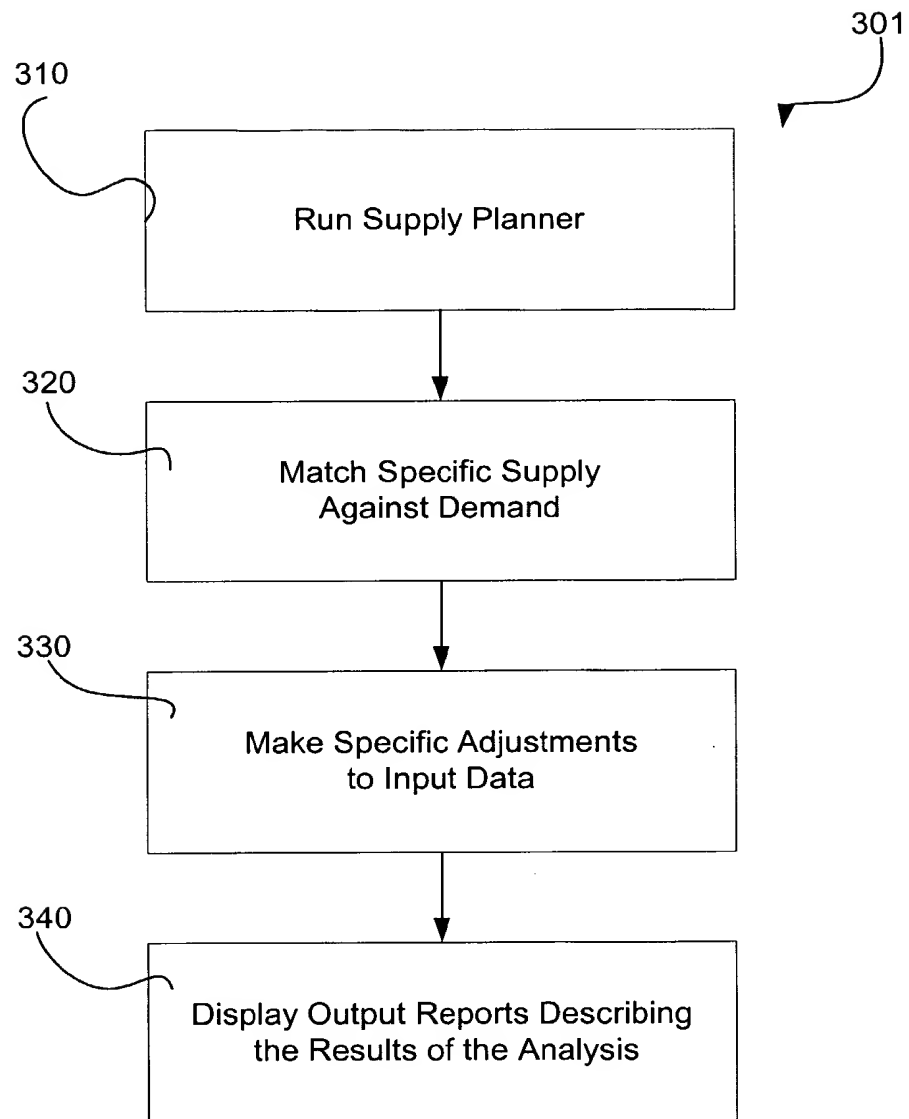 301
310
Run Supply Planner
320
Match Specific Supply
Against Demand
330
Make Specific Adjustments
to Input Data
340
Display Output Reports Describing
the Results of the Analysis